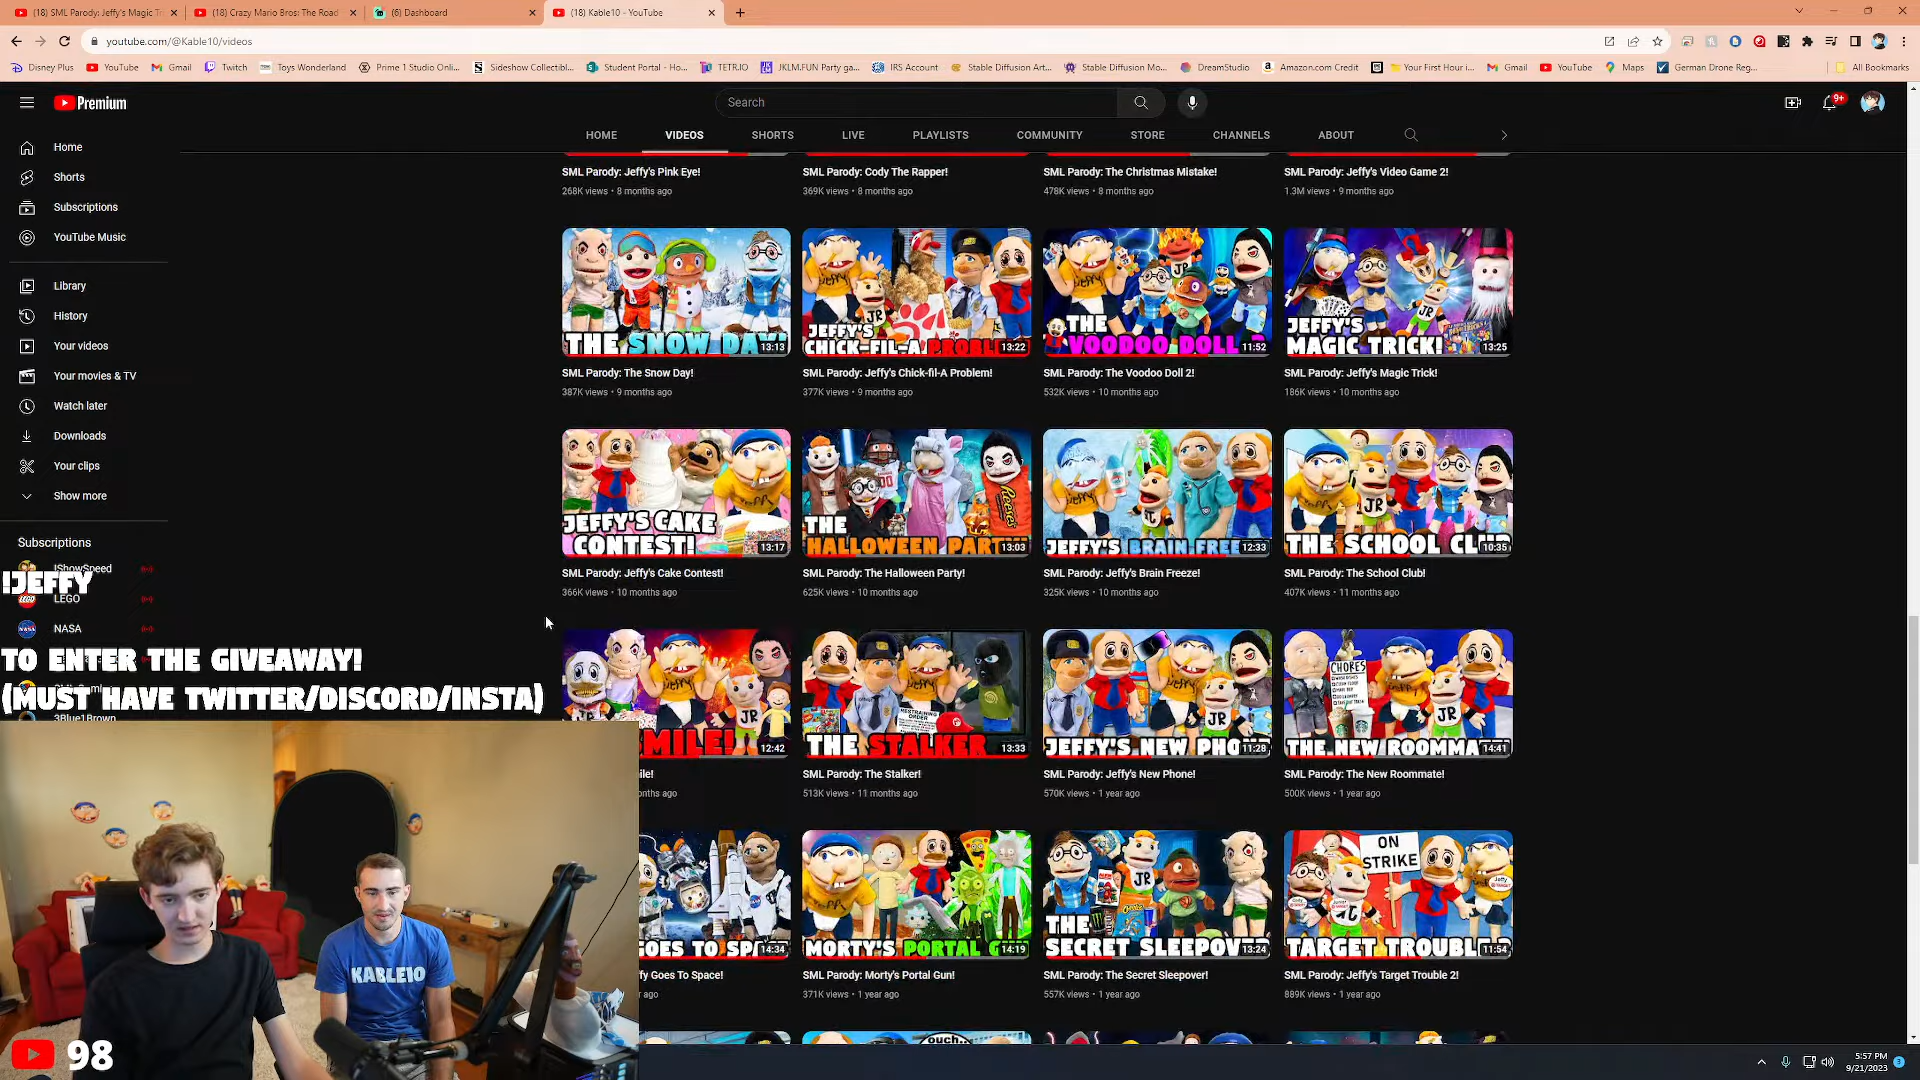 (18) SML Parody: Jeffy's Magic Tr
(18) Crazy Mario Bros: The Road
(6) Dashboard
(18) Kable10 - YouTube
youtube.com/@Kable10/videos
Disney Plus
YouTube
Gmail
Twitch
Toys Wonderland
Prime 1 Studio Onli...
Sideshow Collectibl...
Student Portal - Ho...
TETR.IO
JKLM.FUN Party ga...
IRS Account
Stable Diffusion Art...
Stable Diffusion Mo...
DreamStudio
Amazon.com Credit
Your First Hour i...
Gmail
YouTube
Maps
German Drone Reg...
All Bookmarks
Premium
Search
9+
HOME
VIDEOS
SHORTS
LIVE
PLAYLISTS
COMMUNITY
STORE
CHANNELS
ABOUT
Home
Shorts
Subscriptions
YouTube Music
Library
History
Your videos
Your movies & TV
Watch later
Downloads
Your clips
Show more
Subscriptions
IShowSpeed
LEGO
NASA
3Blue1Brown
!JEFFY
TO ENTER THE GIVEAWAY!
(MUST HAVE TWITTER/DISCORD/INSTA)
SML Parody: Jeffy's Pink Eye!
268K views • 8 months ago
SML Parody: Cody The Rapper!
369K views • 8 months ago
SML Parody: The Christmas Mistake!
478K views • 8 months ago
SML Parody: Jeffy's Video Game 2!
1.3M views • 9 months ago
THE SNOW DAY!
13:13
JEFFY'S
CHICK-FIL-A PROBL
13:22
THE
VOODOO DOLL
11:52
JEFFY'S
MAGIC TRICK!
13:25
SML Parody: The Snow Day!
387K views • 9 months ago
SML Parody: Jeffy's Chick-fil-A Problem!
377K views • 9 months ago
SML Parody: The Voodoo Doll 2!
532K views • 10 months ago
SML Parody: Jeffy's Magic Trick!
186K views • 10 months ago
JEFFY'S CAKE
CONTEST!
13:17
THE
HALLOWEEN PART
13:03
JEFFY'S BRAIN FREE
12:33
THE SCHOOL CLU
10:35
SML Parody: Jeffy's Cake Contest!
366K views • 10 months ago
SML Parody: The Halloween Party!
625K views • 10 months ago
SML Parody: Jeffy's Brain Freeze!
325K views • 10 months ago
SML Parody: The School Club!
407K views • 11 months ago
MILE!
12:42
RESTRAINING
ORDER
THE STALKER
13:33
JEFFY'S NEW PHO
11:28
CHORES
THE NEW ROOMMA
14:41
ile!
onths ago
SML Parody: The Stalker!
513K views • 11 months ago
SML Parody: Jeffy's New Phone!
570K views • 1 year ago
SML Parody: The New Roommate!
500K views • 1 year ago
GOES TO SPA
14:34
MORTY'S PORTAL G
14:19
THE
SECRET SLEEPOV
13:24
ON
STRIKE
TARGET TROUBL
11:54
fy Goes To Space!
ar ago
SML Parody: Morty's Portal Gun!
371K views • 1 year ago
SML Parody: The Secret Sleepover!
557K views • 1 year ago
SML Parody: Jeffy's Target Trouble 2!
889K views • 1 year ago
ouch...
KABLE10
98
5:57 PM
9/21/2023
3